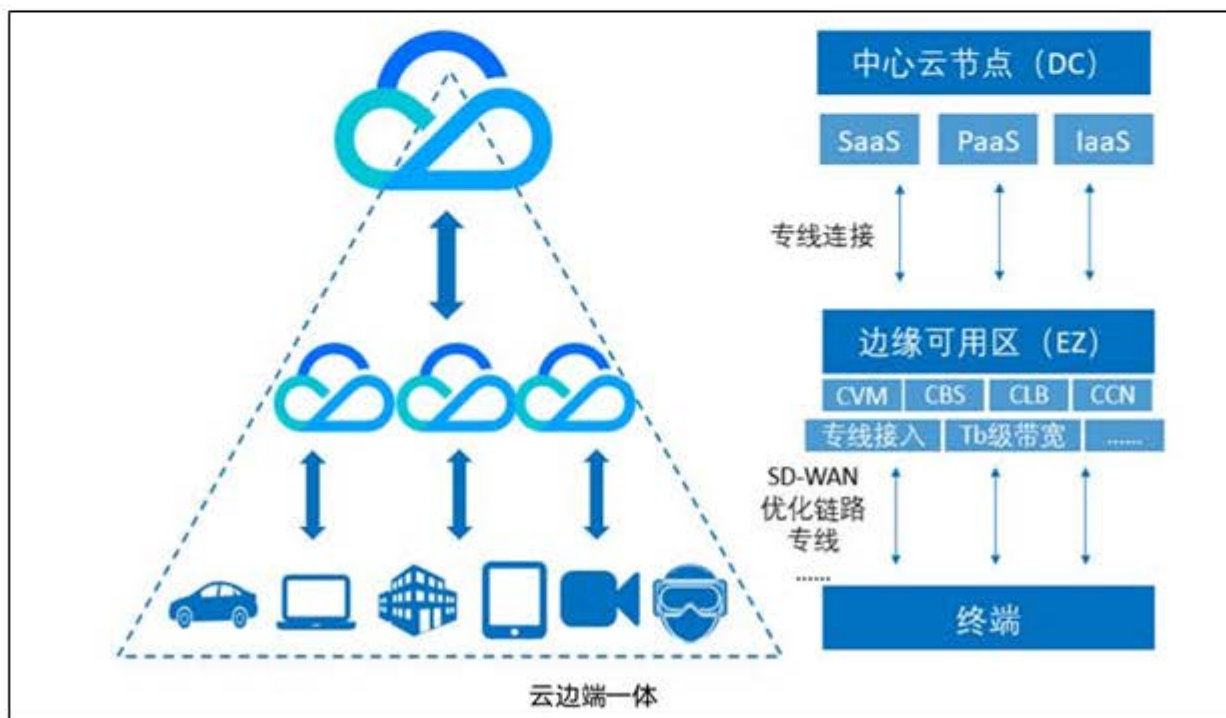 中心云节点（DC）
SaaS PaaS IaaS
专线连接
边缘可用区（EZ）
CVM CBS CLB CCN
专线接入 Tb级带宽 ......
SD-WAN
优化链路
专线
......
终端
云边端一体